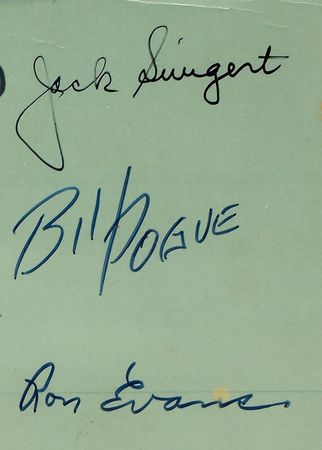 Jack Swigert
Bill Pogue
Ron Evans